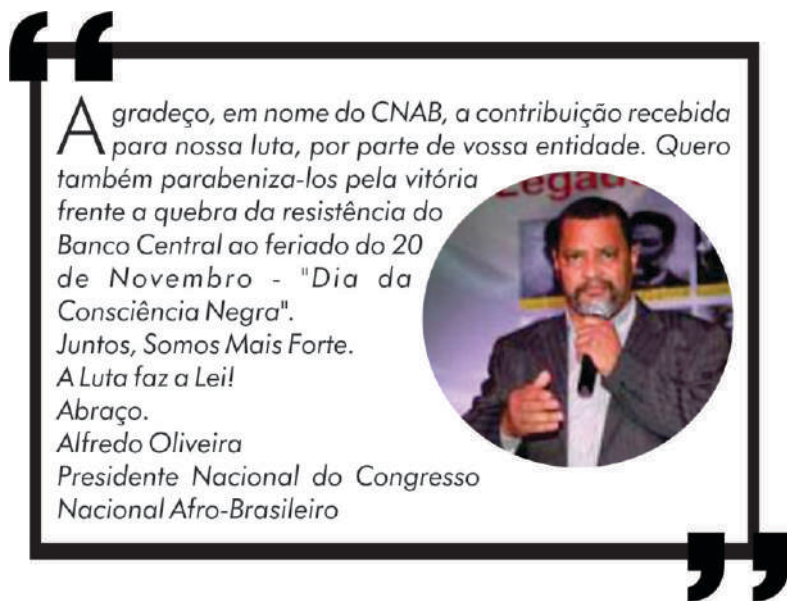 Agradeço, em nome do CNAB, a contribuição recebida
para nossa luta, por parte de vossa entidade. Quero
também parabeniza-los pela vitória
frente a quebra da resistência do
Banco Central ao feriado do 20
de Novembro - "Dia da
Consciência Negra".
Juntos, Somos Mais Forte.
A Luta faz a Lei!
Abraço.
Alfredo Oliveira
Presidente Nacional do Congresso
Nacional Afro-Brasileiro
Legado